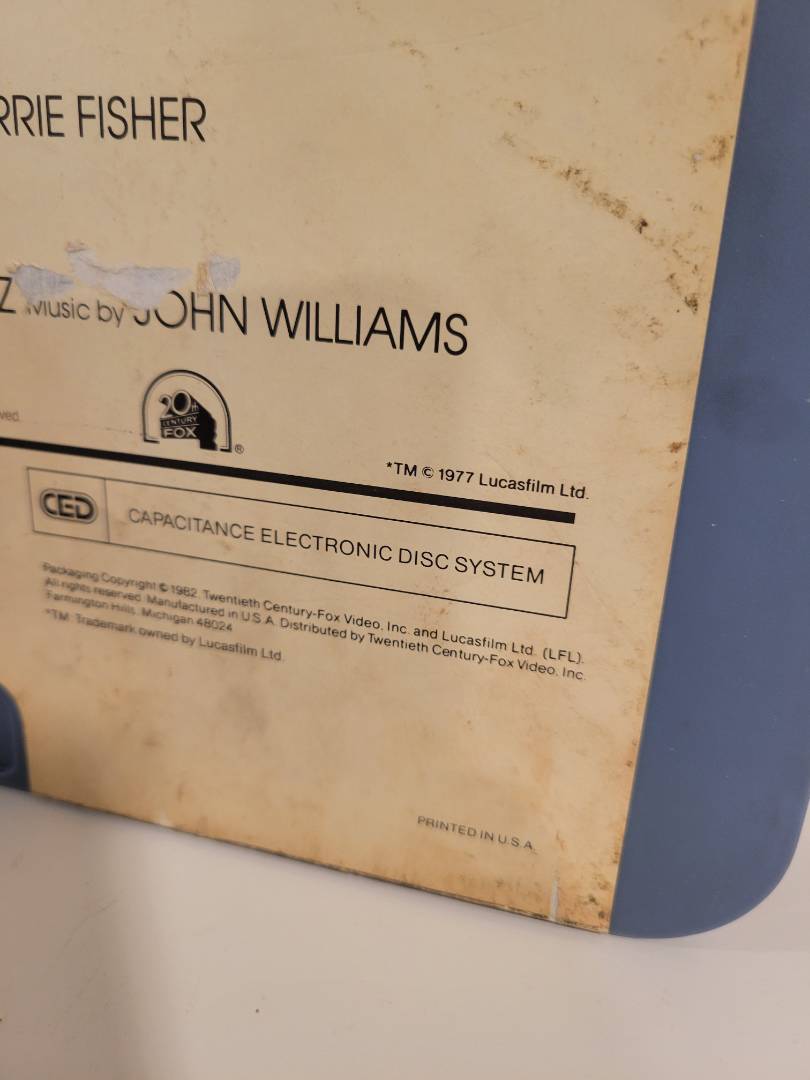 RRIE FISHER
Z Music by JOHN WILLIAMS
ved.
20th
CENTURY
FOX
®
*TM © 1977 Lucasfilm Ltd.
CED
CAPACITANCE ELECTRONIC DISC SYSTEM
Packaging Copyright © 1982 Twentieth Century-Fox Video, Inc. and Lucasfilm Ltd. (LFL).
All rights reserved. Manufactured in U.S.A. Distributed by Twentieth Century-Fox Video, Inc.
Farmington Hills, Michigan 48024
*TM: Trademark owned by Lucasfilm Ltd.
PRINTED IN U.S.A.